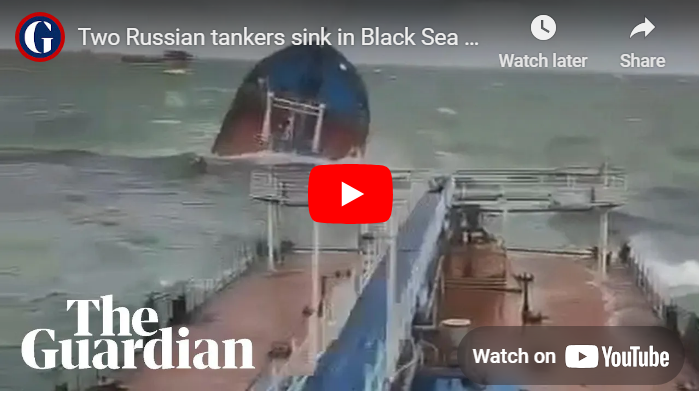 G
Two Russian tankers sink in Black Sea ...
Watch later
Share
The
Guardian
Watch on YouTube